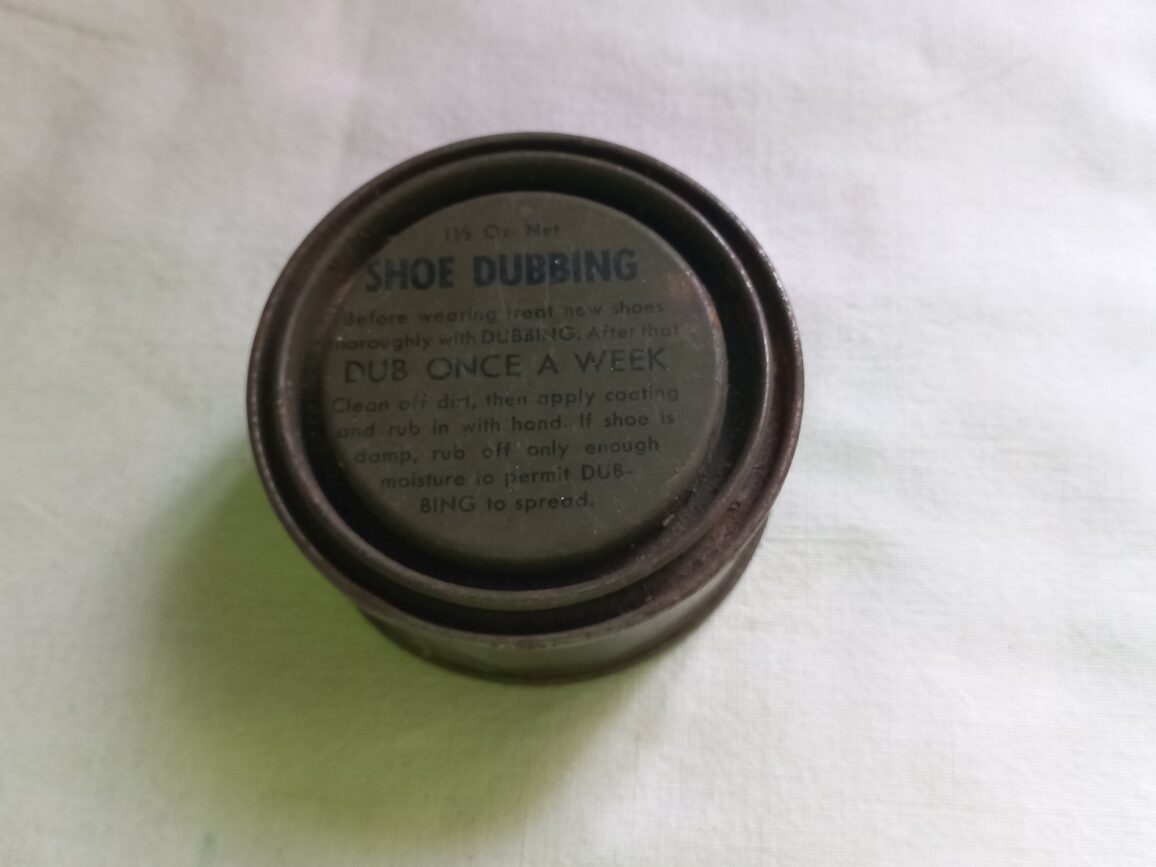 1½ Oz. Net
SHOE DUBBING
Before wearing treat new shoes
thoroughly with DUBBING. After that
DUB ONCE A WEEK
Clean off dirt, then apply coating
and rub in with hand. If shoe is
damp, rub off only enough
moisture to permit DUB-
BING to spread.